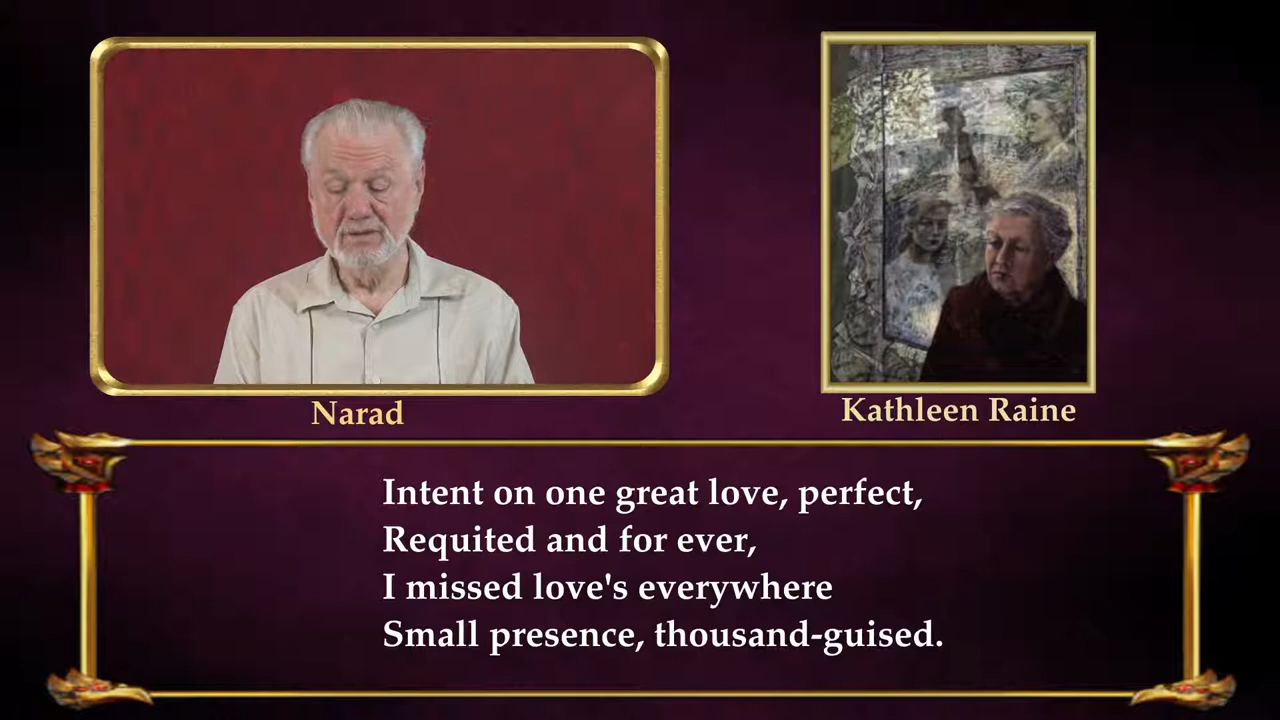 Narad
Kathleen Raine
Intent on one great love, perfect,
Requited and for ever,
I missed love's everywhere
Small presence, thousand-guised.